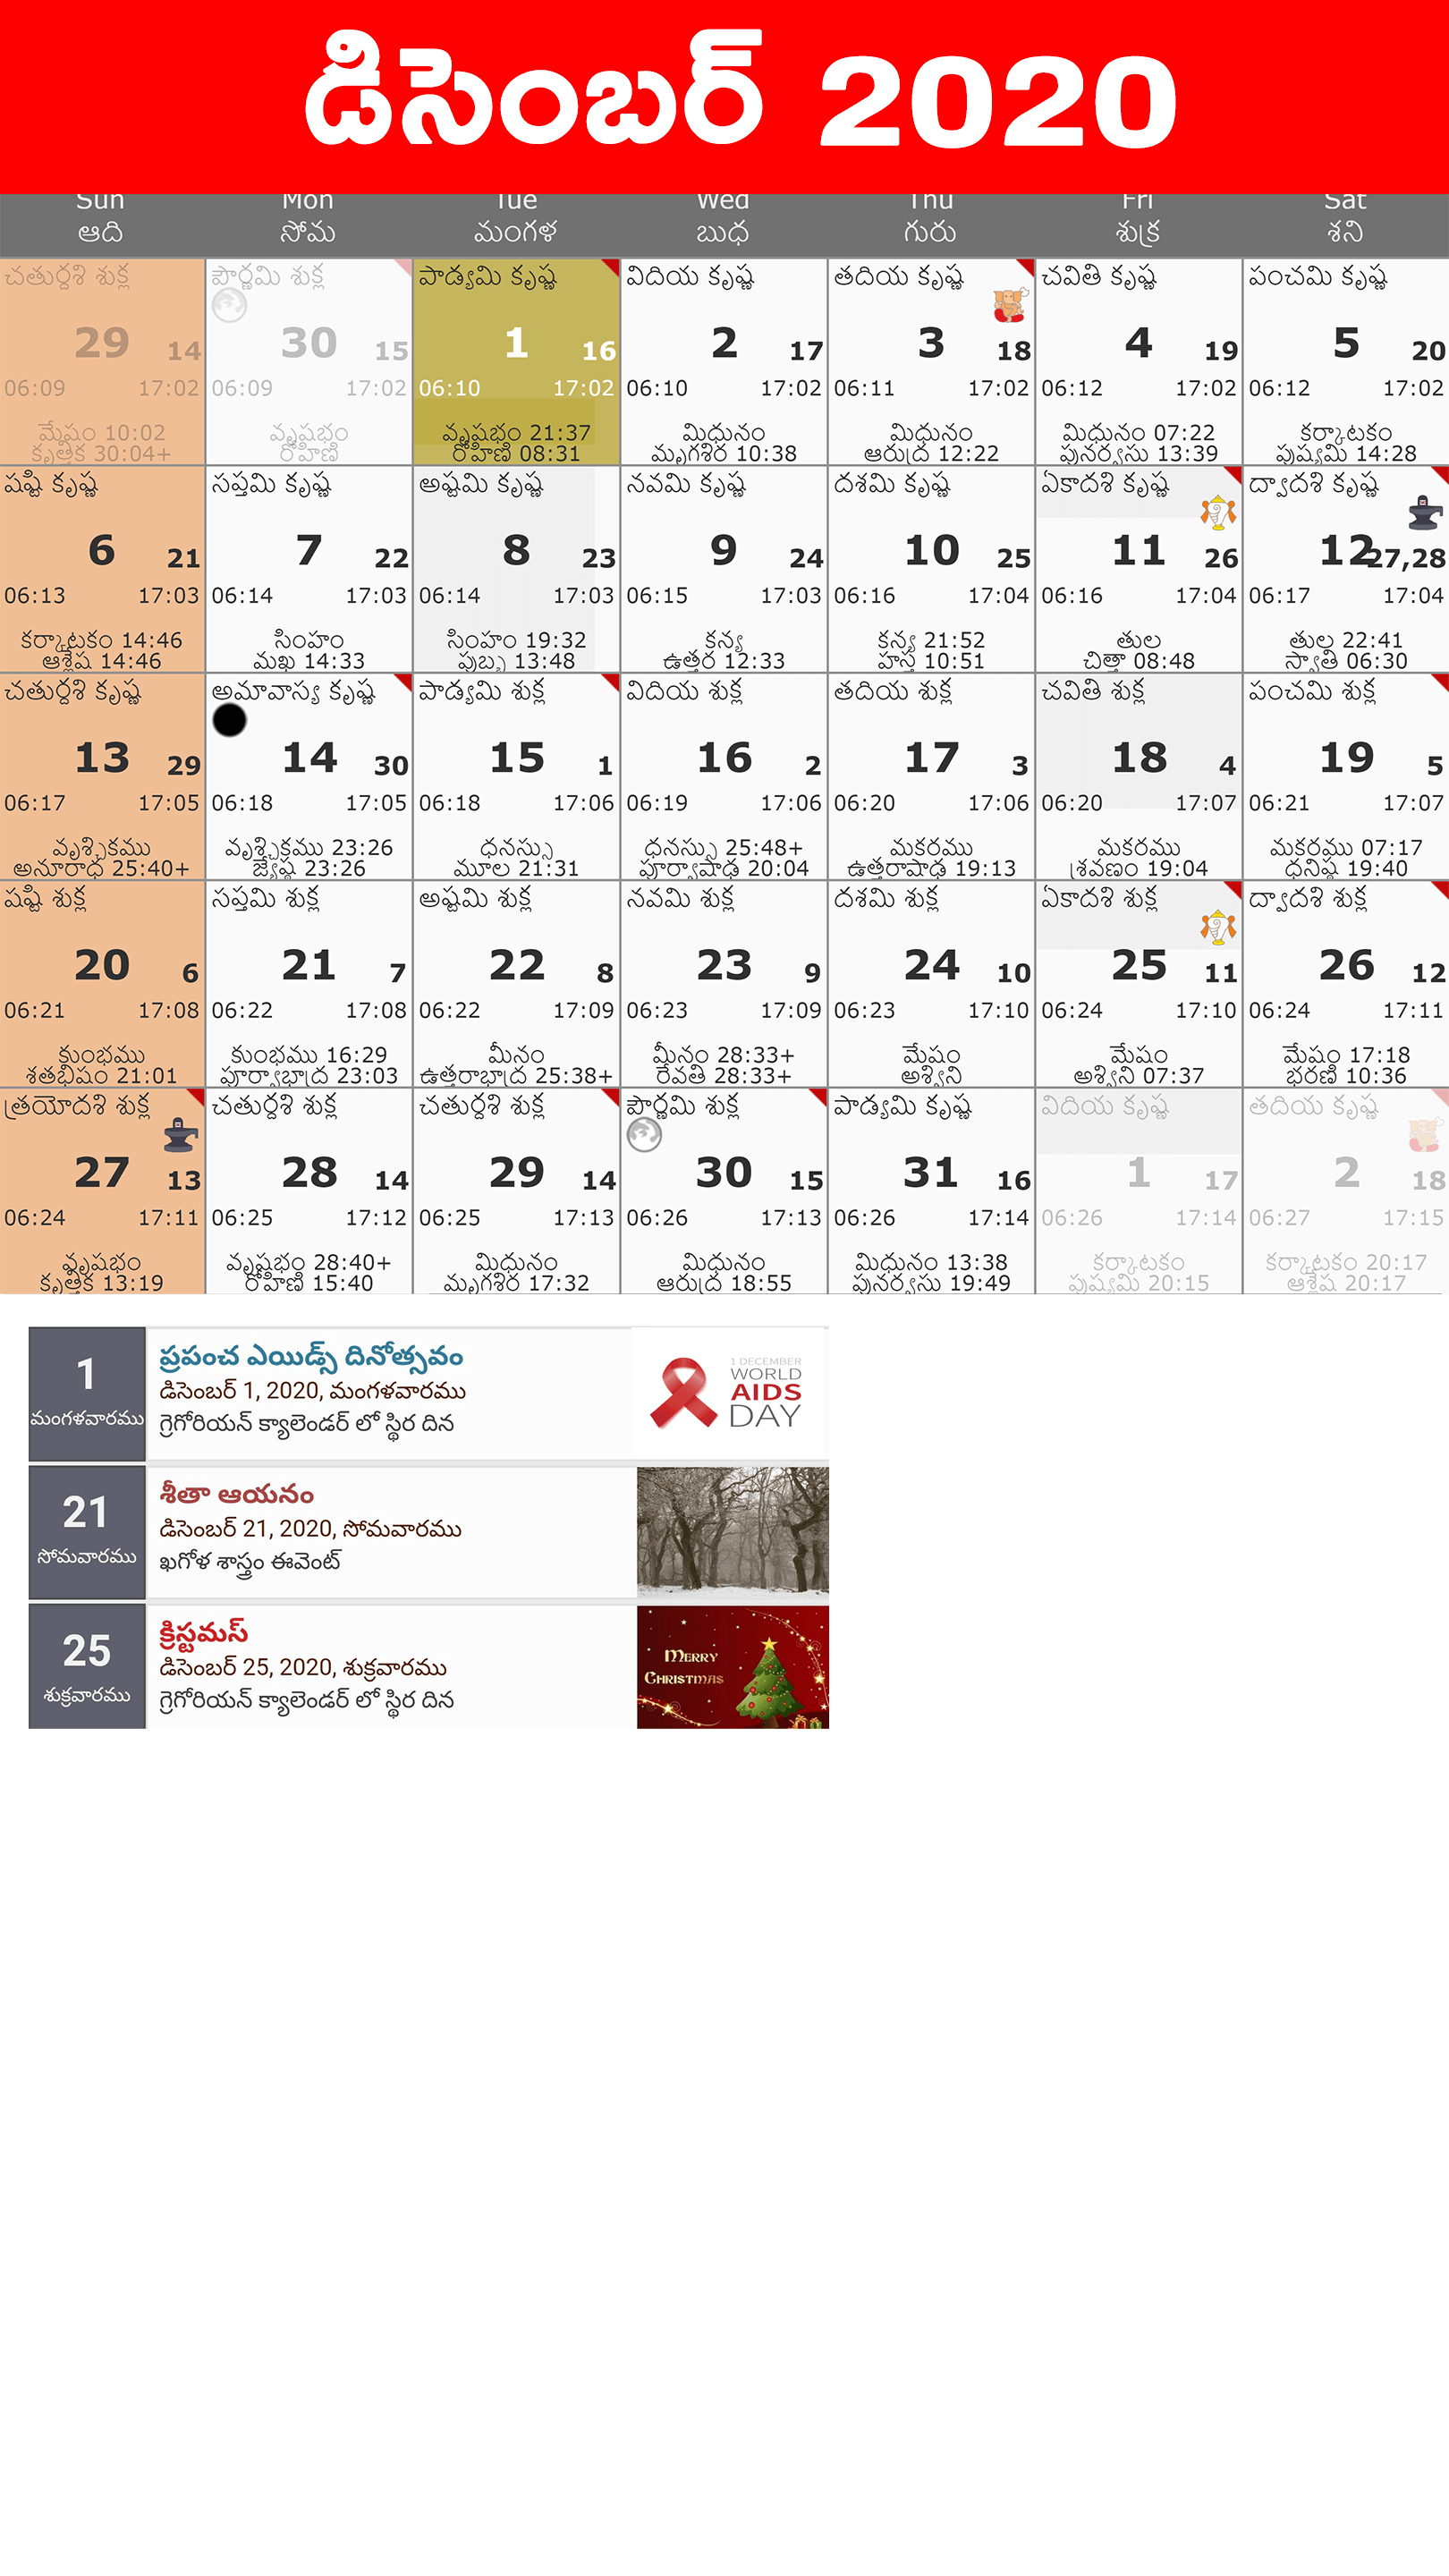 డిసెంబర్ 2020
Sun Mon Tue Wed Thu Fri Sat
ఆది సోమ మంగళ బుధ గురు శుక్ర శని
చతుర్దశి శుక్ల పౌర్ణమి శుక్ల పాడ్యమి కృష్ణ విదియ కృష్ణ తదియ కృష్ణ చవితి కృష్ణ పంచమి కృష్ణ
29 14 30 15 1 16 2 17 3 18 4 19 5 20
06:09 17:02 06:09 17:02 06:10 17:02 06:10 17:02 06:11 17:02 06:12 17:02 06:12 17:02
మేషం 10:02 వృషభం వృషభం 21:37 మిధునం మిధునం మిధునం 07:22 కర్కాటకం
కృత్తిక 30:04+ రోహిణి రోహిణి 08:31 మృగశిర 10:38 ఆరుద్ర 12:22 పునర్వసు 13:39 పుష్యమి 14:28
షష్టి కృష్ణ సప్తమి కృష్ణ అష్టమి కృష్ణ నవమి కృష్ణ దశమి కృష్ణ ఏకాదశి కృష్ణ ద్వాదశి కృష్ణ
6 21 7 22 8 23 9 24 10 25 11 26 12 27,28
06:13 17:03 06:14 17:03 06:14 17:03 06:15 17:03 06:16 17:04 06:16 17:04 06:17 17:04
కర్కాటకం 14:46 సింహం సింహం 19:32 కన్య కన్య 21:52 తుల తుల 22:41
ఆశ్లేష 14:46 మఖ 14:33 పుబ్బ 13:48 ఉత్తర 12:33 హస్త 10:51 చిత్తా 08:48 స్వాతి 06:30
చతుర్దశి కృష్ణ అమావాస్య కృష్ణ పాడ్యమి శుక్ల విదియ శుక్ల తదియ శుక్ల చవితి శుక్ల పంచమి శుక్ల
13 29 14 30 15 1 16 2 17 3 18 4 19 5
06:17 17:05 06:18 17:05 06:18 17:06 06:19 17:06 06:20 17:06 06:20 17:07 06:21 17:07
వృశ్చికము వృశ్చికము 23:26 ధనస్సు ధనస్సు 25:48+ మకరము మకరము మకరము 07:17
అనూరాధ 25:40+ జ్యేష్ఠ 23:26 మూల 21:31 పూర్వాషాఢ 20:04 ఉత్తరాషాఢ 19:13 శ్రవణం 19:04 ధనిష్ఠ 19:40
షష్టి శుక్ల సప్తమి శుక్ల అష్టమి శుక్ల నవమి శుక్ల దశమి శుక్ల ఏకాదశి శుక్ల ద్వాదశి శుక్ల
20 6 21 7 22 8 23 9 24 10 25 11 26 12
06:21 17:08 06:22 17:08 06:22 17:09 06:23 17:09 06:23 17:10 06:24 17:10 06:24 17:11
కుంభము కుంభము 16:29 మీనం మీనం 28:33+ మేషం మేషం మేషం 17:18
శతభిషం 21:01 పూర్వాభాద్ర 23:03 ఉత్తరాభాద్ర 25:38+ రేవతి 28:33+ అశ్విని అశ్విని 07:37 భరణి 10:36
త్రయోదశి శుక్ల చతుర్దశి శుక్ల చతుర్దశి శుక్ల పౌర్ణమి శుక్ల పాడ్యమి కృష్ణ విదియ కృష్ణ తదియ కృష్ణ
27 13 28 14 29 14 30 15 31 16 1 17 2 18
06:24 17:11 06:25 17:12 06:25 17:13 06:26 17:13 06:26 17:14 06:26 17:14 06:27 17:15
వృషభం వృషభం 28:40+ మిధునం మిధునం మిధునం 13:38 కర్కాటకం కర్కాటకం 20:17
కృత్తిక 13:19 రోహిణి 15:40 మృగశిర 17:32 ఆరుద్ర 18:55 పునర్వసు 19:49 పుష్యమి 20:15 ఆశ్లేష 20:17
1
మంగళవారము
ప్రపంచ ఎయిడ్స్ దినోత్సవం
డిసెంబర్ 1, 2020, మంగళవారము
గ్రెగోరియన్ క్యాలెండర్ లో స్థిర దిన
1 DECEMBER
WORLD
AIDS
DAY
21
సోమవారము
శీతా ఆయనం
డిసెంబర్ 21, 2020, సోమవారము
ఖగోళ శాస్త్రం ఈవెంట్
25
శుక్రవారము
క్రిస్టమస్
డిసెంబర్ 25, 2020, శుక్రవారము
గ్రెగోరియన్ క్యాలెండర్ లో స్థిర దిన
MERRY
CHRISTMAS